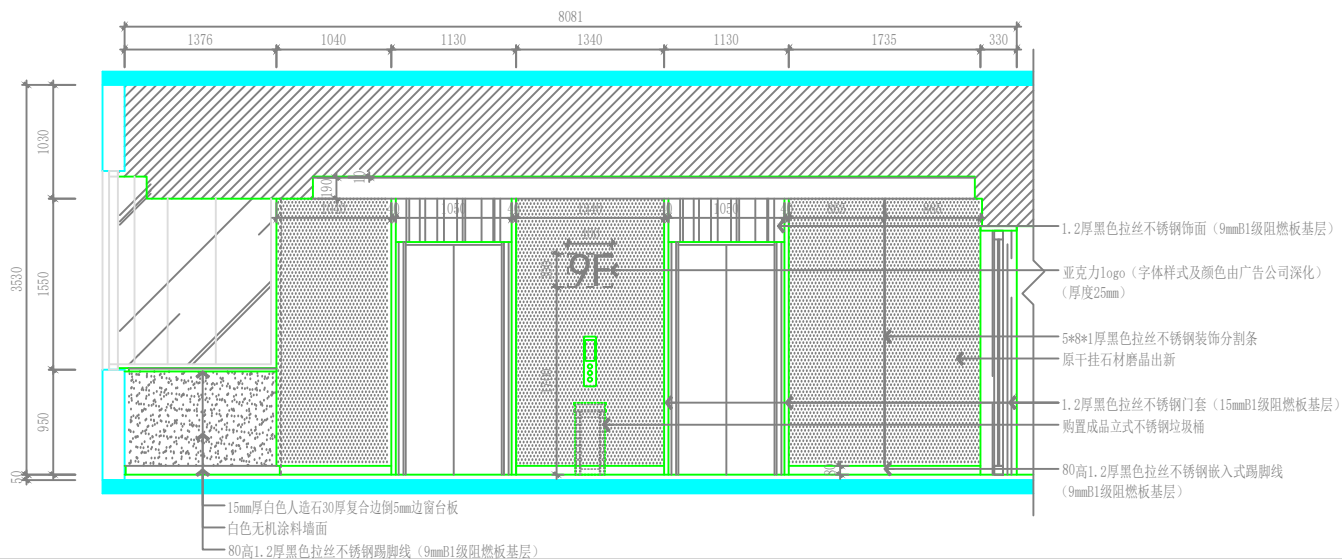 8081
1376 1040 1130 1340 1130 1735 330
1030
3530
1550
950
50
190
1040 1050 1340 1050 865 865
400
9F
1700
80
1.2厚黑色拉丝不锈钢饰面（9mmB1级阻燃板基层）
亚克力logo（字体样式及颜色由广告公司深化）
（厚度25mm）
5*8*1厚黑色拉丝不锈钢装饰分割条
原干挂石材磨晶出新
1.2厚黑色拉丝不锈钢门套（15mmB1级阻燃板基层）
购置成品立式不锈钢垃圾桶
80高1.2厚黑色拉丝不锈钢嵌入式踢脚线
（9mmB1级阻燃板基层）
15mm厚白色人造石30厚复合边倒5mm边窗台板
白色无机涂料墙面
80高1.2厚黑色拉丝不锈钢踢脚线（9mmB1级阻燃板基层）